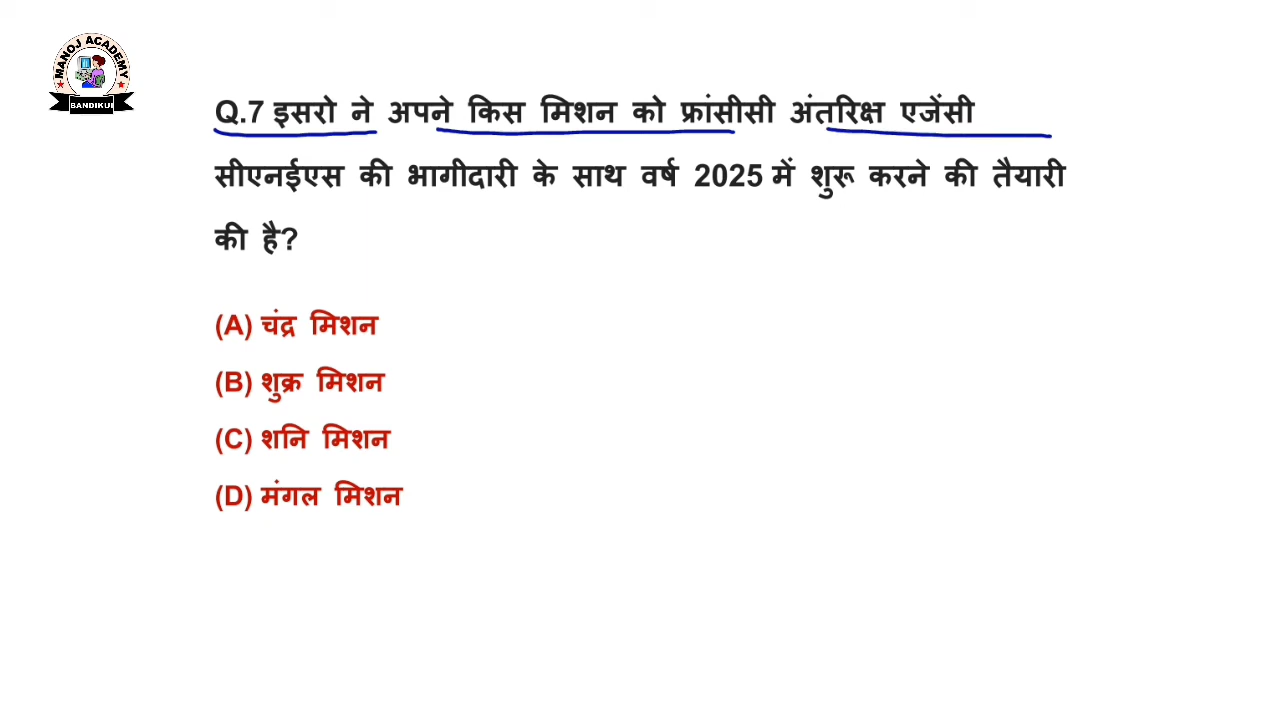 MANOJ ACADEMY
BANDIKUI
Q.7 इसरो ने अपने किस मिशन को फ्रांसीसी अंतरिक्ष एजेंसी
सीएनईएस की भागीदारी के साथ वर्ष 2025 में शुरू करने की तैयारी
की है?
(A) चंद्र मिशन
(B) शुक्र मिशन
(C) शनि मिशन
(D) मंगल मिशन